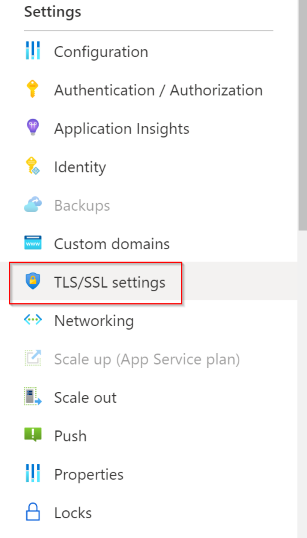 Settings
Configuration
Authentication / Authorization
Application Insights
Identity
Backups
www
Custom domains
TLS/SSL settings
Networking
Scale up (App Service plan)
Scale out
Push
Properties
Locks